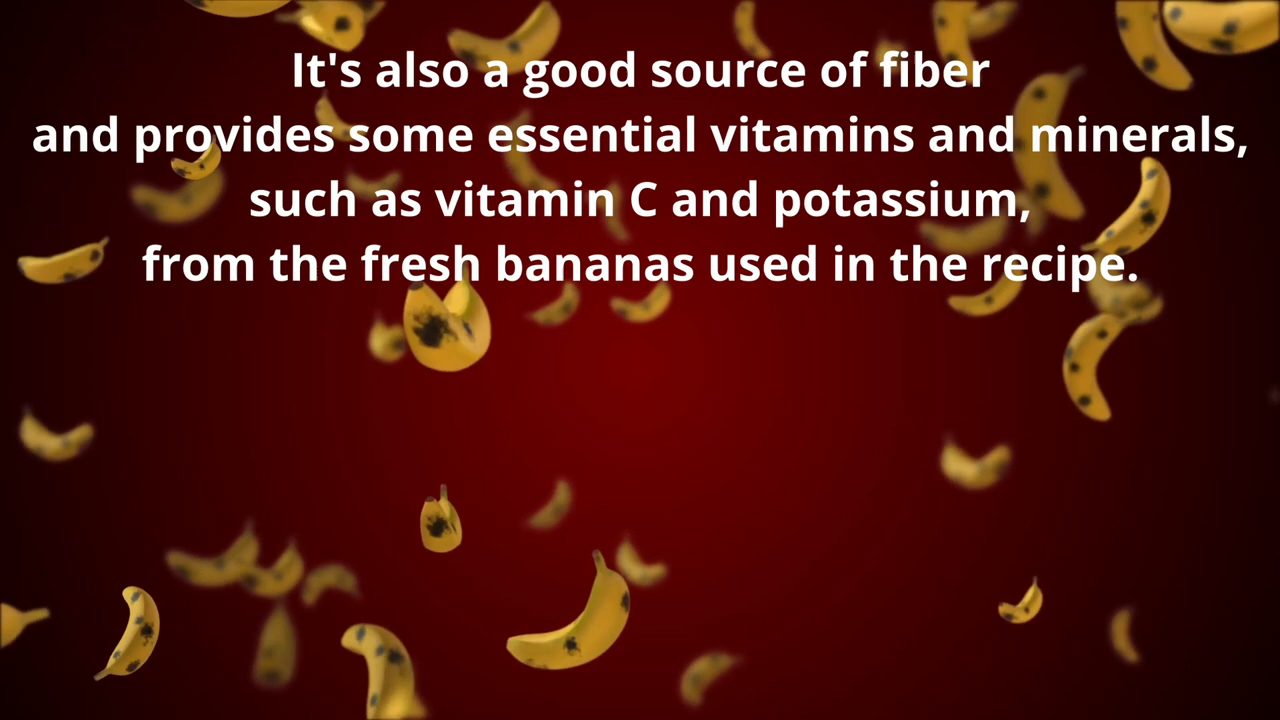 It's also a good source of fiber
and provides some essential vitamins and minerals,
such as vitamin C and potassium,
from the fresh bananas used in the recipe.